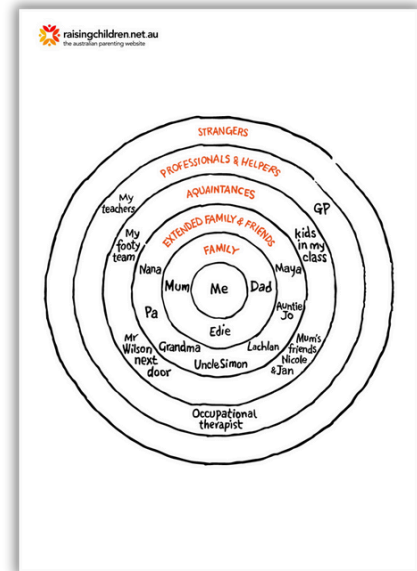 raisingchildren.net.au
the australian parenting website
STRANGERS
PROFESSIONALS & HELPERS
My
teachers
GP
AQUAINTANCES
My
footy
team
kids
in my
class
EXTENDED FAMILY & FRIENDS
Nana
Maya
FAMILY
Mum
Me
Dad
Pa
Auntie
Jo
Edie
Mr
Wilson
next
door
Grandma
Uncle Simon
Lachlan
Mum's
friends
Nicole
& Jan
Occupational
therapist